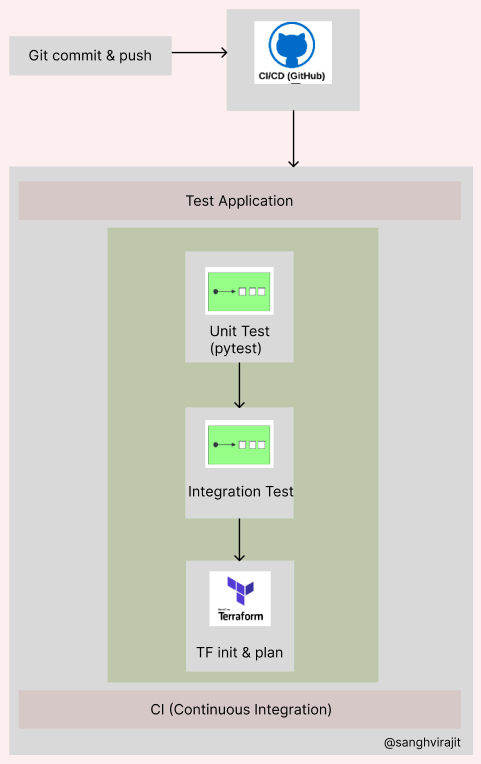 Git commit & push
CI/CD (GitHub)
Test Application
Unit Test
(pytest)
Integration Test
Terraform
TF init & plan
CI (Continuous Integration)
@sanghvirajit